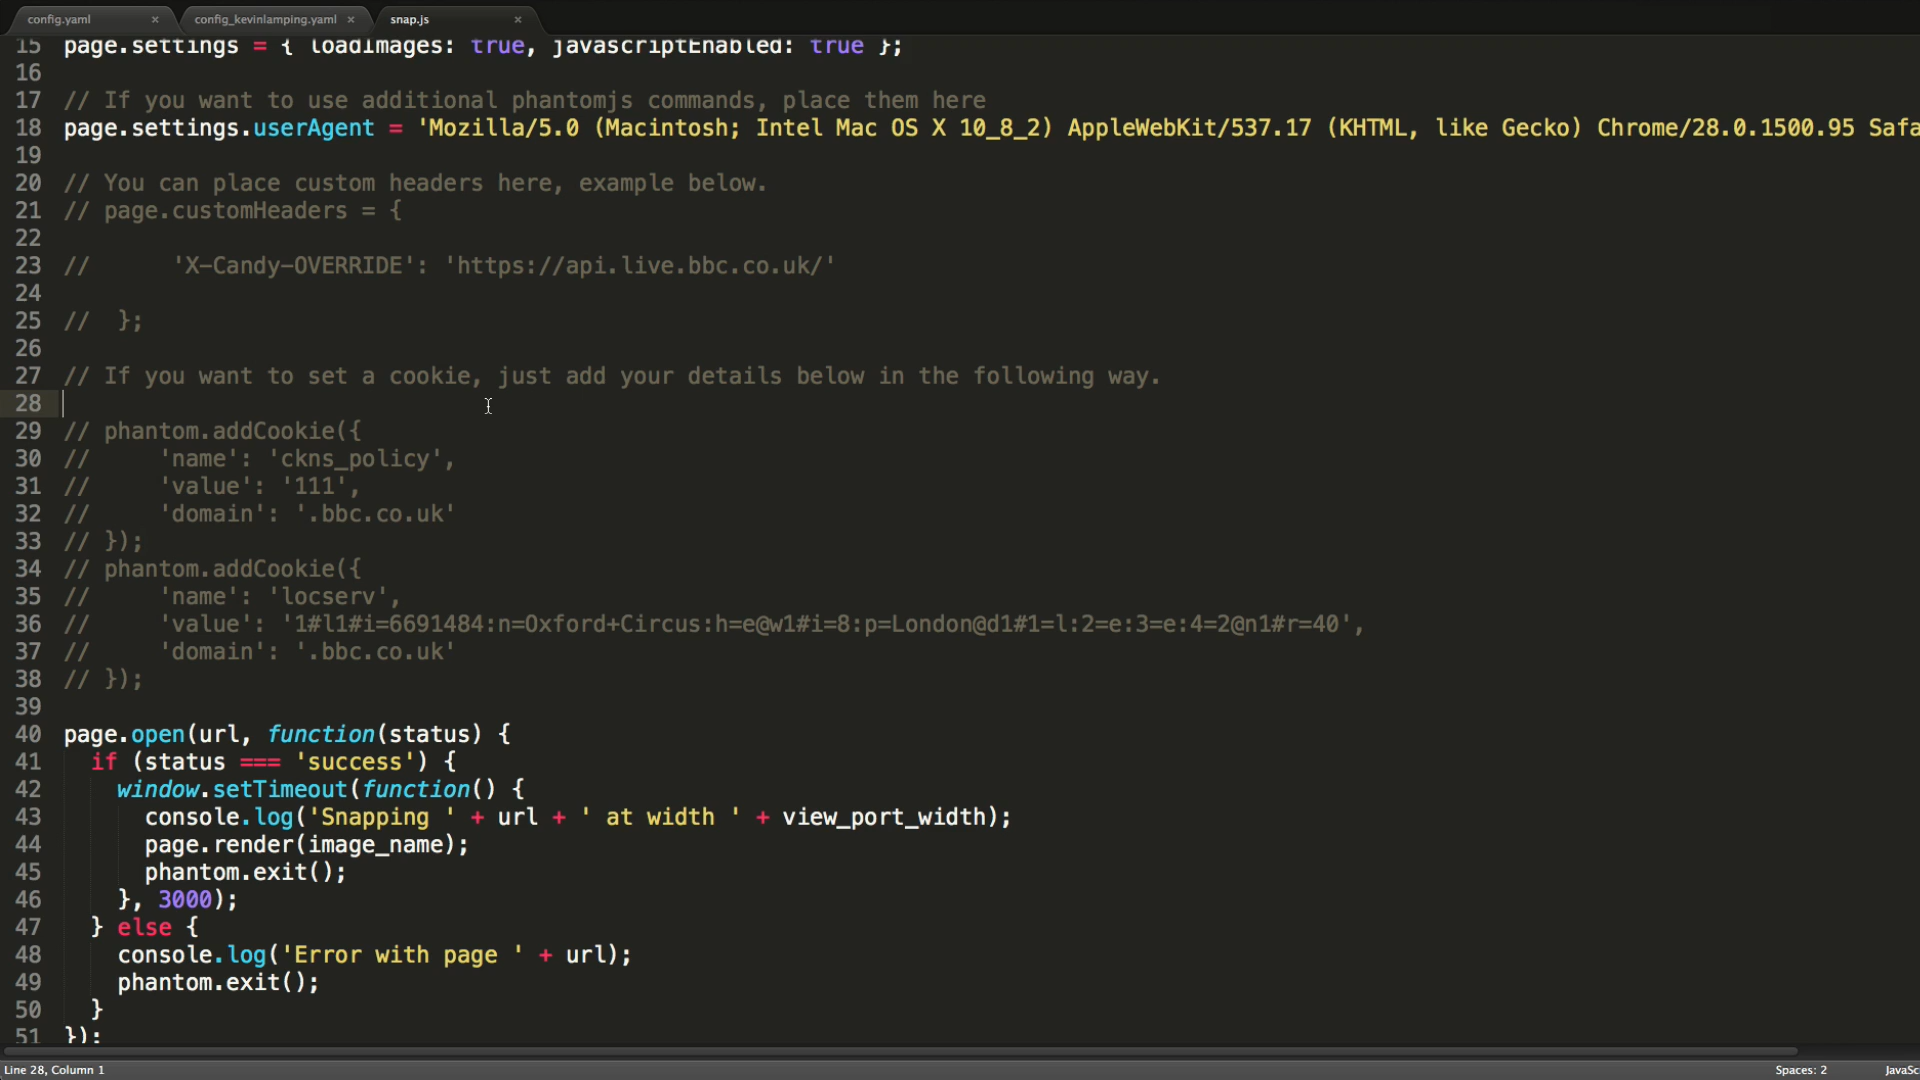 config.yaml × config_kevinlamping.yaml × snap.js ×
15 page.settings = { loadImages: true, javascriptEnabled: true };
16
17 // If you want to use additional phantomjs commands, place them here
18 page.settings.userAgent = 'Mozilla/5.0 (Macintosh; Intel Mac OS X 10_8_2) AppleWebKit/537.17 (KHTML, like Gecko) Chrome/28.0.1500.95 Safa
19
20 // You can place custom headers here, example below.
21 // page.customHeaders = {
22
23 //      'X-Candy-OVERRIDE': 'https://api.live.bbc.co.uk/'
24
25 //  };
26
27 // If you want to set a cookie, just add your details below in the following way.
28
29 // phantom.addCookie({
30 //     'name': 'ckns_policy',
31 //     'value': '111',
32 //     'domain': '.bbc.co.uk'
33 // });
34 // phantom.addCookie({
35 //     'name': 'locserv',
36 //     'value': '1#l1#i=6691484:n=Oxford+Circus:h=e@w1#i=8:p=London@d1#1=l:2=e:3=e:4=2@n1#r=40',
37 //     'domain': '.bbc.co.uk'
38 // });
39
40 page.open(url, function(status) {
41   if (status === 'success') {
42     window.setTimeout(function() {
43       console.log('Snapping ' + url + ' at width ' + view_port_width);
44       page.render(image_name);
45       phantom.exit();
46     }, 3000);
47   } else {
48     console.log('Error with page ' + url);
49     phantom.exit();
50   }
51 });
Line 28, Column 1 Spaces: 2 JavaSc